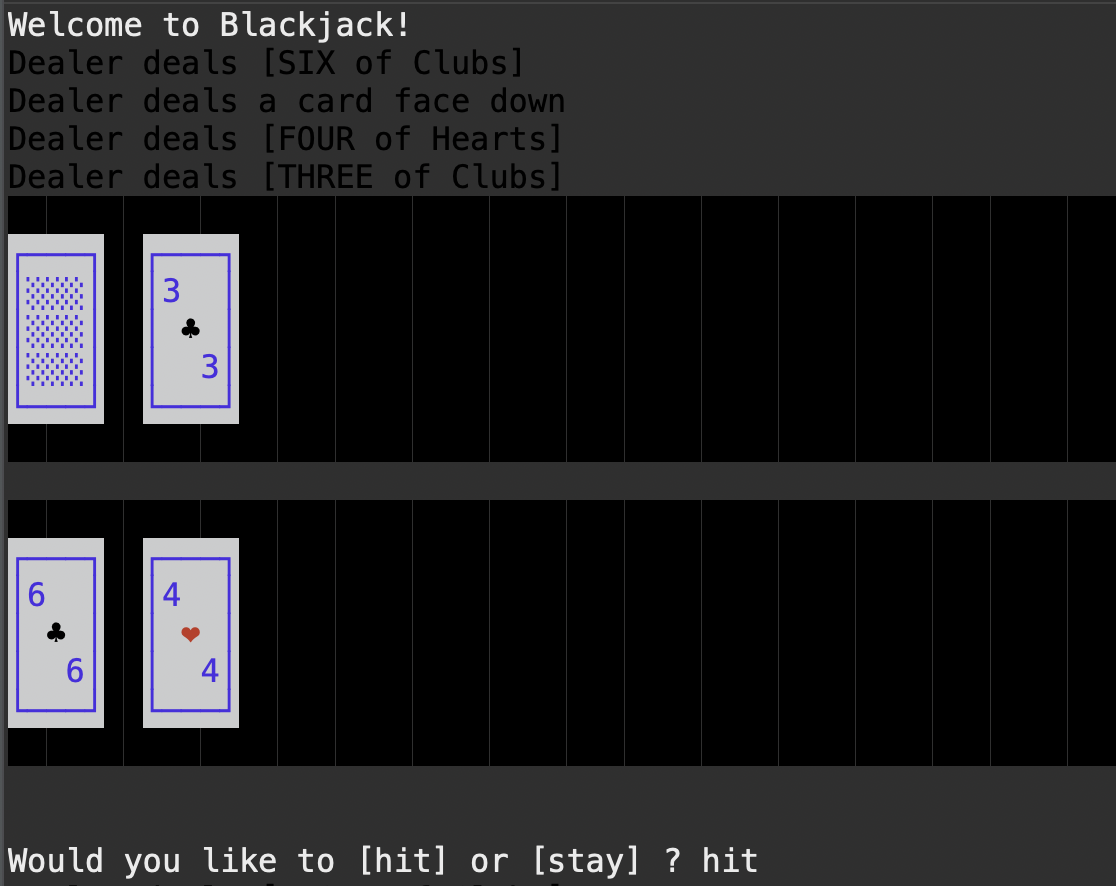 Welcome to Blackjack!
Dealer deals [SIX of Clubs]
Dealer deals a card face down
Dealer deals [FOUR of Hearts]
Dealer deals [THREE of Clubs]
3
♣
3
6 4
♣ ❤
6 4
Would you like to [hit] or [stay] ? hit